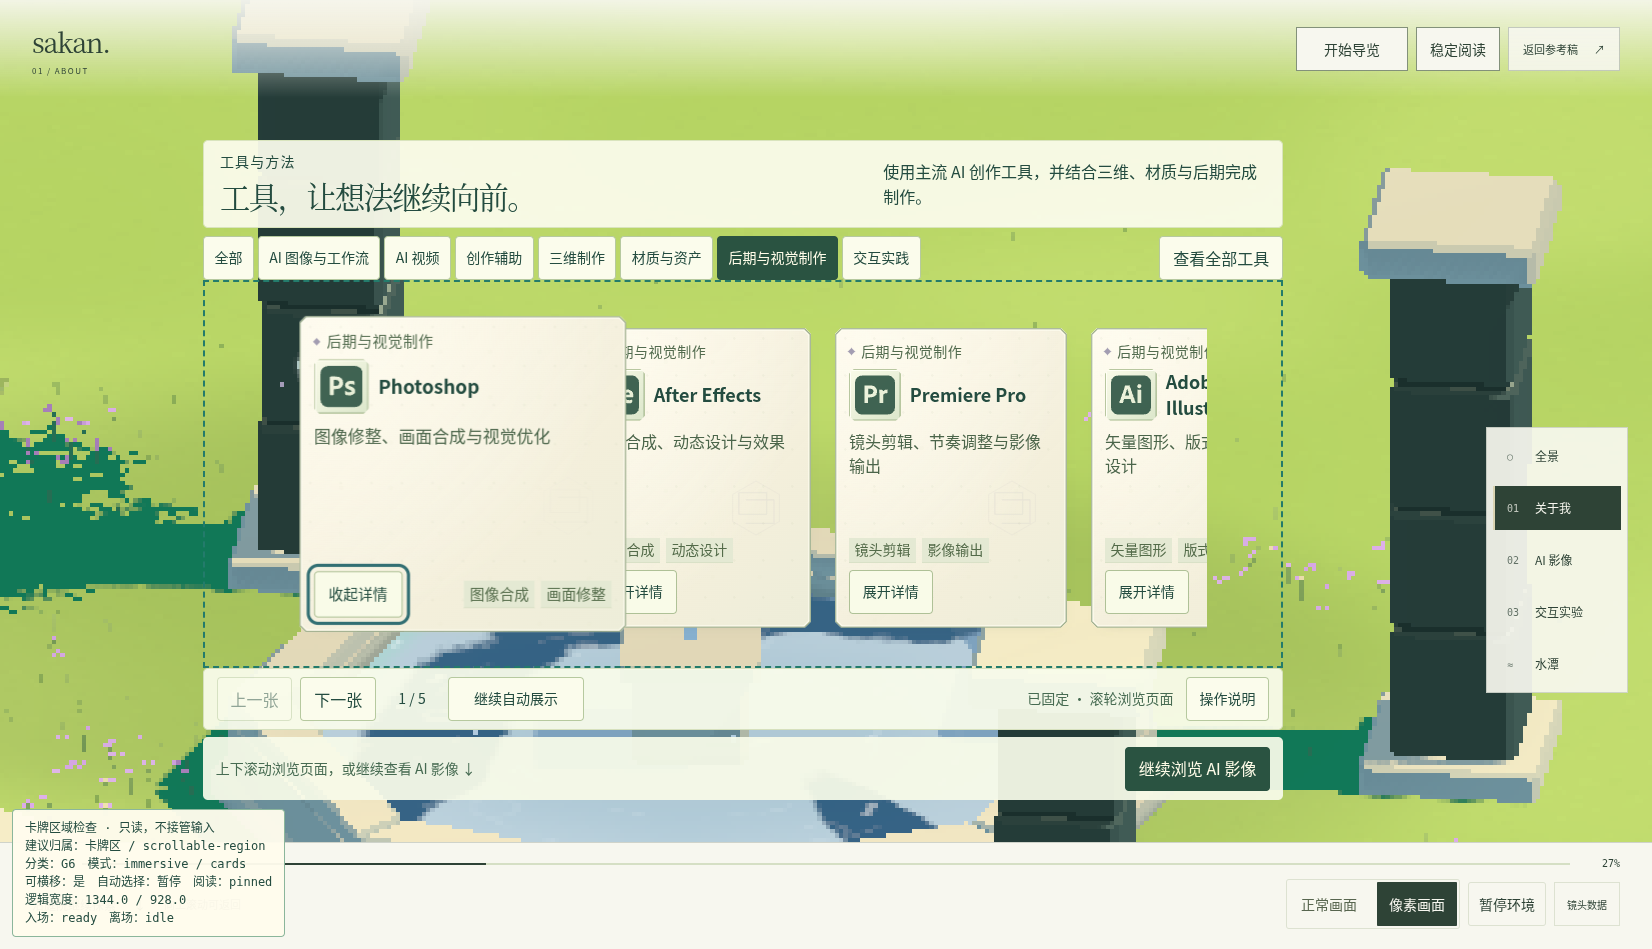 sakan.
01 / ABOUT
开始导览
稳定阅读
返回参考稿 ↗
工具与方法
工具，让想法继续向前。
使用主流 AI 创作工具，并结合三维、材质与后期完成
制作。
全部
AI 图像与工作流
AI 视频
创作辅助
三维制作
材质与资产
后期与视觉制作
交互实践
查看全部工具
后期与视觉制作
Ps
Photoshop
图像修整、画面合成与视觉优化
收起详情
图像合成
画面修整
期与视觉制作
e
After Effects
合成、动态设计与效果
合成
动态设计
开详情
后期与视觉制作
Pr
Premiere Pro
镜头剪辑、节奏调整与影像
输出
镜头剪辑
影像输出
展开详情
后期与视觉制
Ai
Adob
Illust
矢量图形、版
设计
矢量图形
版式
展开详情
全景
01 关于我
02 AI 影像
03 交互实验
≈ 水潭
上一张
下一张
1 / 5
继续自动展示
已固定 · 滚轮浏览页面
操作说明
上下滚动浏览页面，或继续查看 AI 影像 ↓
继续浏览 AI 影像
卡牌区域检查 · 只读，不接管输入
建议归属：卡牌区 / scrollable-region
分类：G6 模式：immersive / cards
可横移：是 自动选择：暂停 阅读：pinned
逻辑宽度：1344.0 / 928.0
入场：ready 离场：idle
27%
正常画面
像素画面
暂停环境
镜头数据